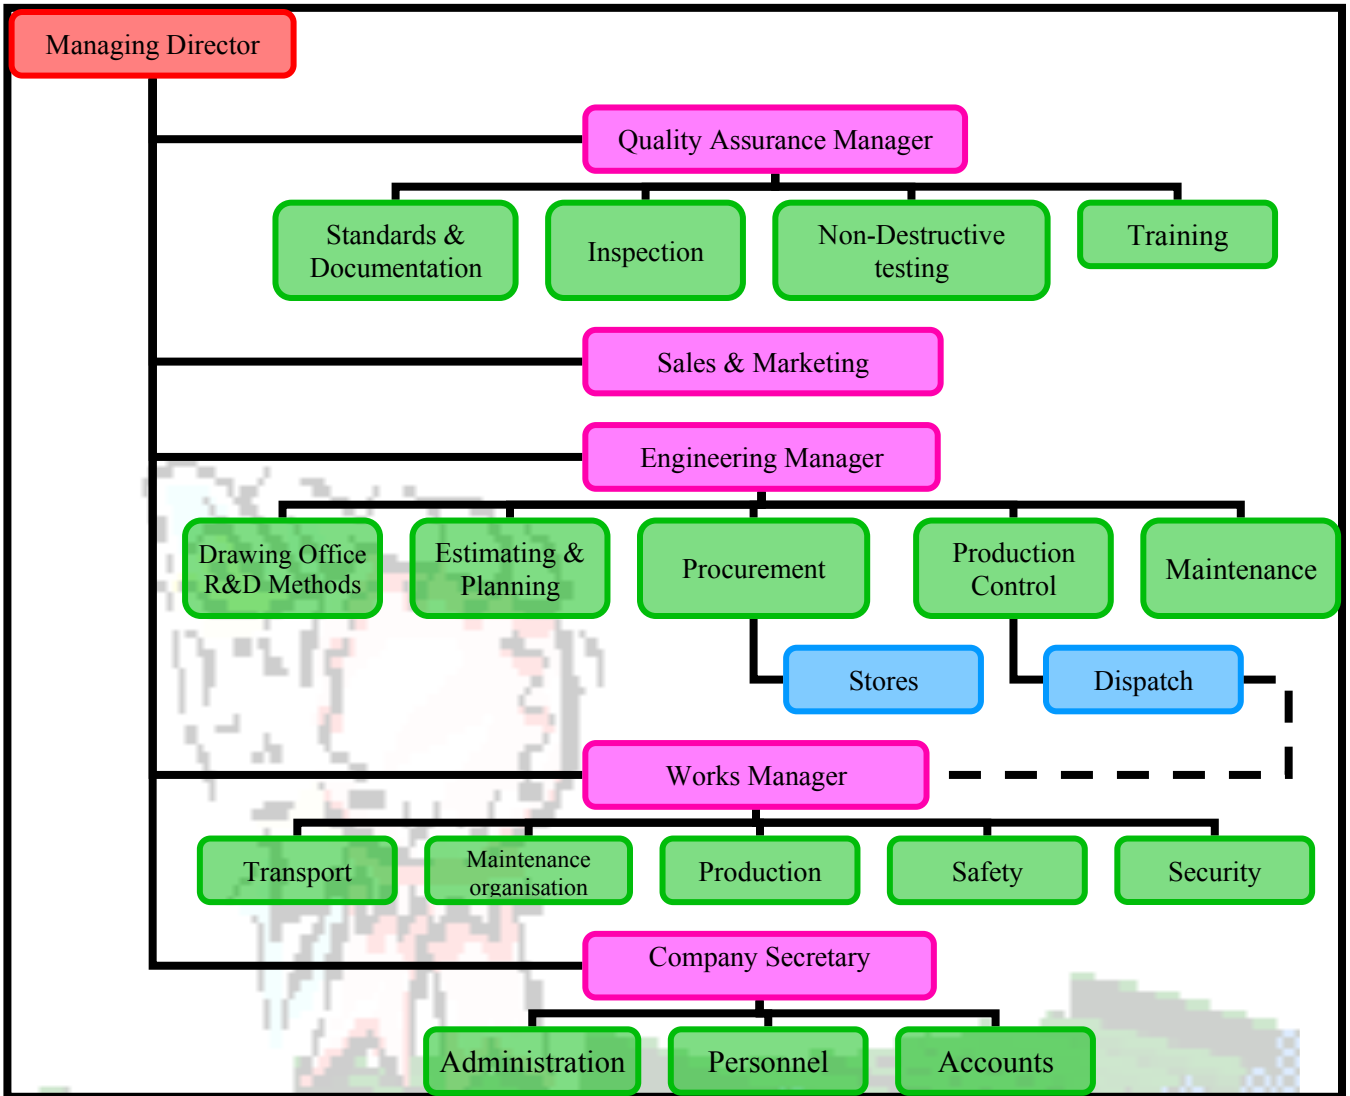 Managing Director
Quality Assurance Manager
Standards &
Documentation
Inspection
Non-Destructive
testing
Training
Sales & Marketing
Engineering Manager
Drawing Office
R&D Methods
Estimating &
Planning
Procurement
Production
Control
Maintenance
Stores
Dispatch
Works Manager
Transport
Maintenance
organisation
Production
Safety
Security
Company Secretary
Administration
Personnel
Accounts